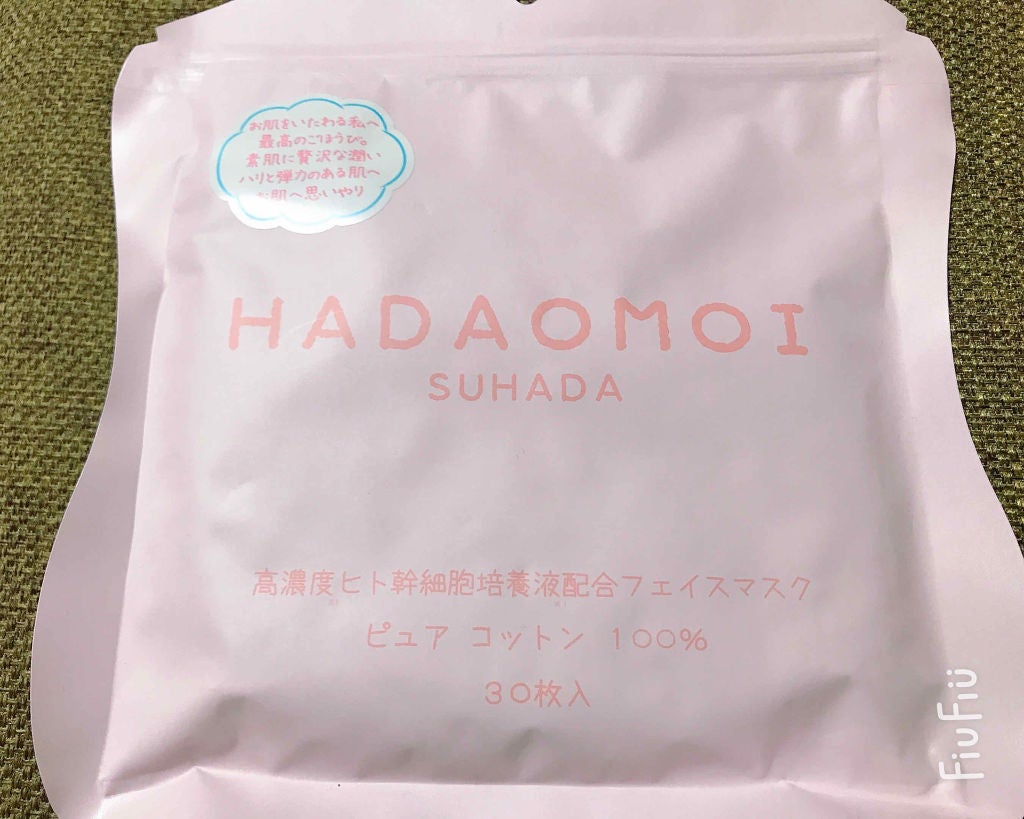 お肌をいたわる私へ
最高のごほうび。
素肌に贅沢な潤い
ハリと弾力のある肌へ
お肌へ思いやり
HADAOMOI
SUHADA
高濃度ヒト幹細胞培養液配合フェイスマスク
ピュア コットン 100%
30枚入
FiuFiü